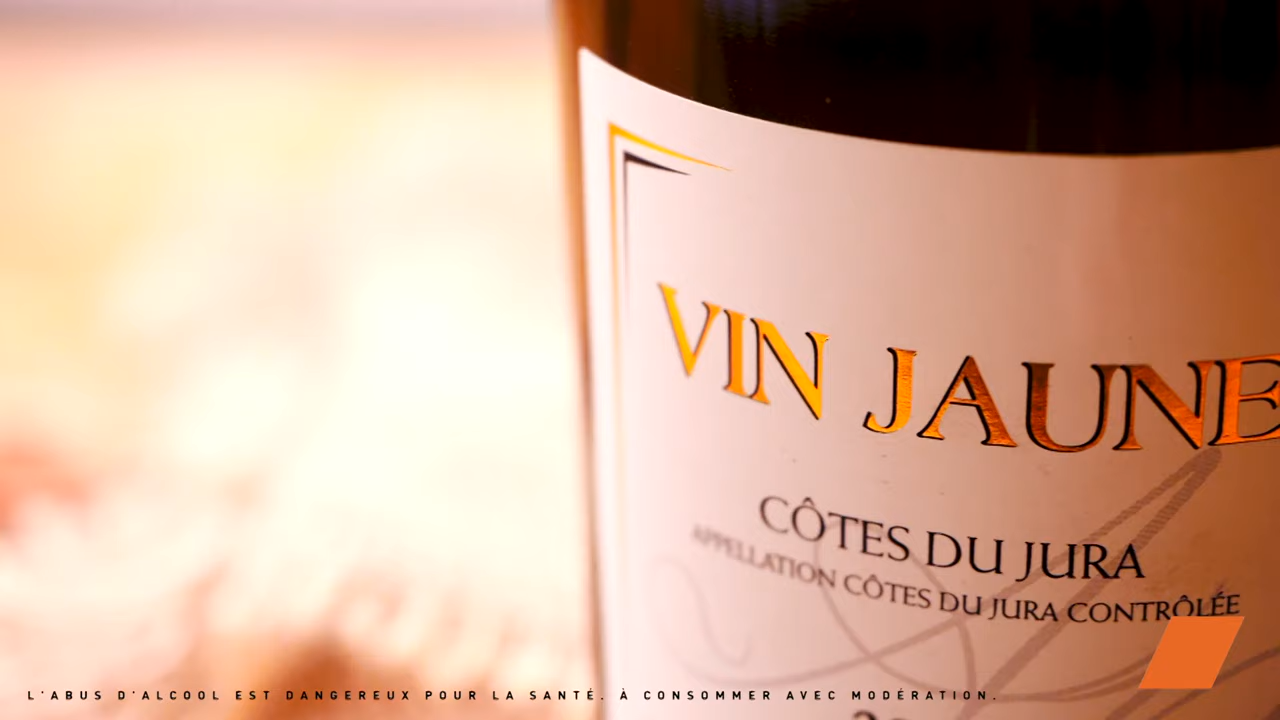 VIN JAUNE
CÔTES DU JURA
APPELLATION CÔTES DU JURA CONTRÔLÉE
L'ABUS D'ALCOOL EST DANGEREUX POUR LA SANTÉ. À CONSOMMER AVEC MODÉRATION.